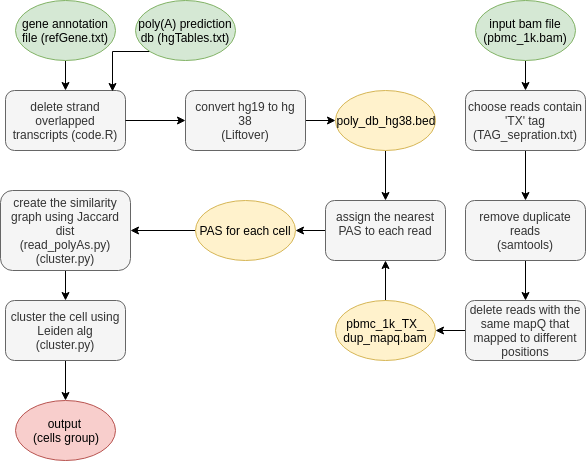 gene annotation
file (refGene.txt)
poly(A) prediction
db (hgTables.txt)
input bam file
(pbmc_1k.bam)
delete strand
overlapped
transcripts (code.R)
convert hg19 to hg
38
(Liftover)
poly_db_hg38.bed
choose reads contain
'TX' tag
(TAG_sepration.txt)
create the similarity
graph using Jaccard
dist
(read_polyAs.py)
(cluster.py)
PAS for each cell
assign the nearest
PAS to each read
remove duplicate
reads
(samtools)
cluster the cell using
Leiden alg
(cluster.py)
pbmc_1k_TX_
dup_mapq.bam
delete reads with the
same mapQ that
mapped to different
positions
output
(cells group)